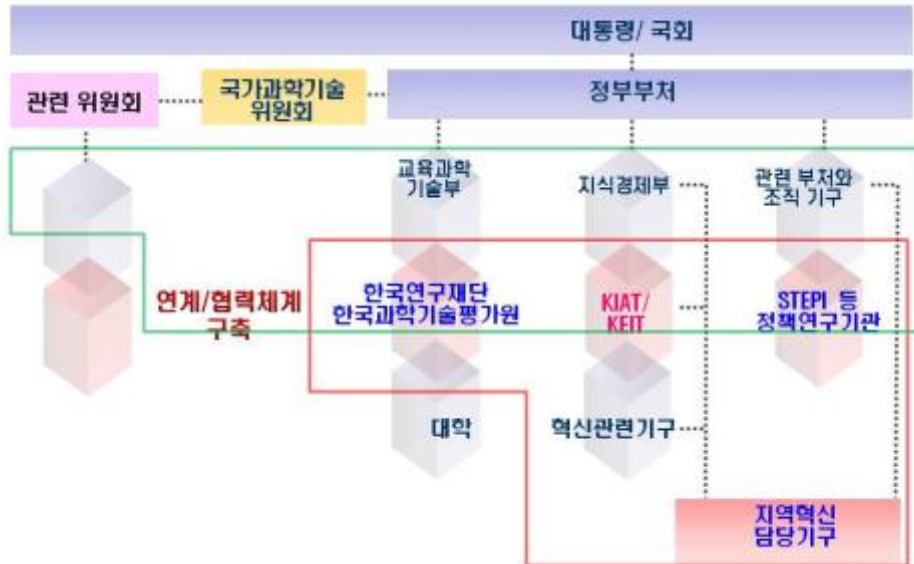 대통령/ 국회
관련 위원회
국가과학기술
위원회
정부부처
교육과학
기술부
지식경제부
관련 부처와
조직 기구
연계/협력체계
구축
한국연구재단
한국과학기술평가원
KIAT/
KEIT
STEPI 등
정책연구기관
대학
혁신관련기구
지역혁신
담당기구